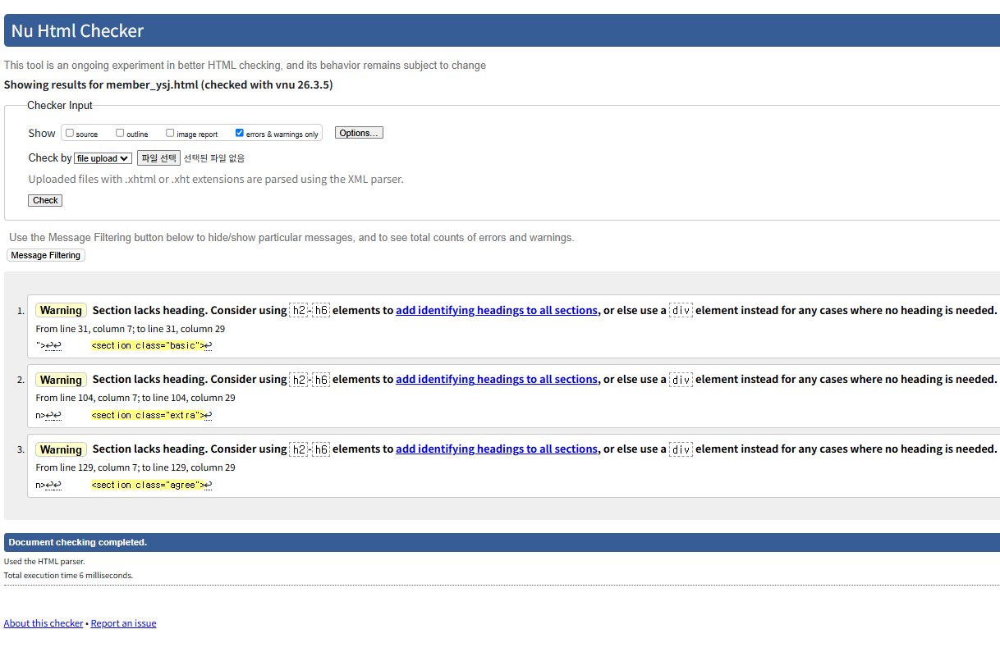 Nu Html Checker
This tool is an ongoing experiment in better HTML checking, and its behavior remains subject to change
Showing results for member_ysj.html (checked with vnu 26.3.5)
Checker Input
Show source outline image report errors & warnings only Options...
Check by file upload 파일 선택 선택된 파일 없음
Uploaded files with .xhtml or .xht extensions are parsed using the XML parser.
Check
Use the Message Filtering button below to hide/show particular messages, and to see total counts of errors and warnings.
Message Filtering
1. Warning Section lacks heading. Consider using h2-h6 elements to add identifying headings to all sections, or else use a div element instead for any cases where no heading is needed.
From line 31, column 7; to line 31, column 29
">↩↩ <section class="basic">↩
2. Warning Section lacks heading. Consider using h2-h6 elements to add identifying headings to all sections, or else use a div element instead for any cases where no heading is needed.
From line 104, column 7; to line 104, column 29
n>↩↩ <section class="extra">↩
3. Warning Section lacks heading. Consider using h2-h6 elements to add identifying headings to all sections, or else use a div element instead for any cases where no heading is needed.
From line 129, column 7; to line 129, column 29
n>↩↩ <section class="agree">↩
Document checking completed.
Used the HTML parser.
Total execution time 6 milliseconds.
About this checker • Report an issue